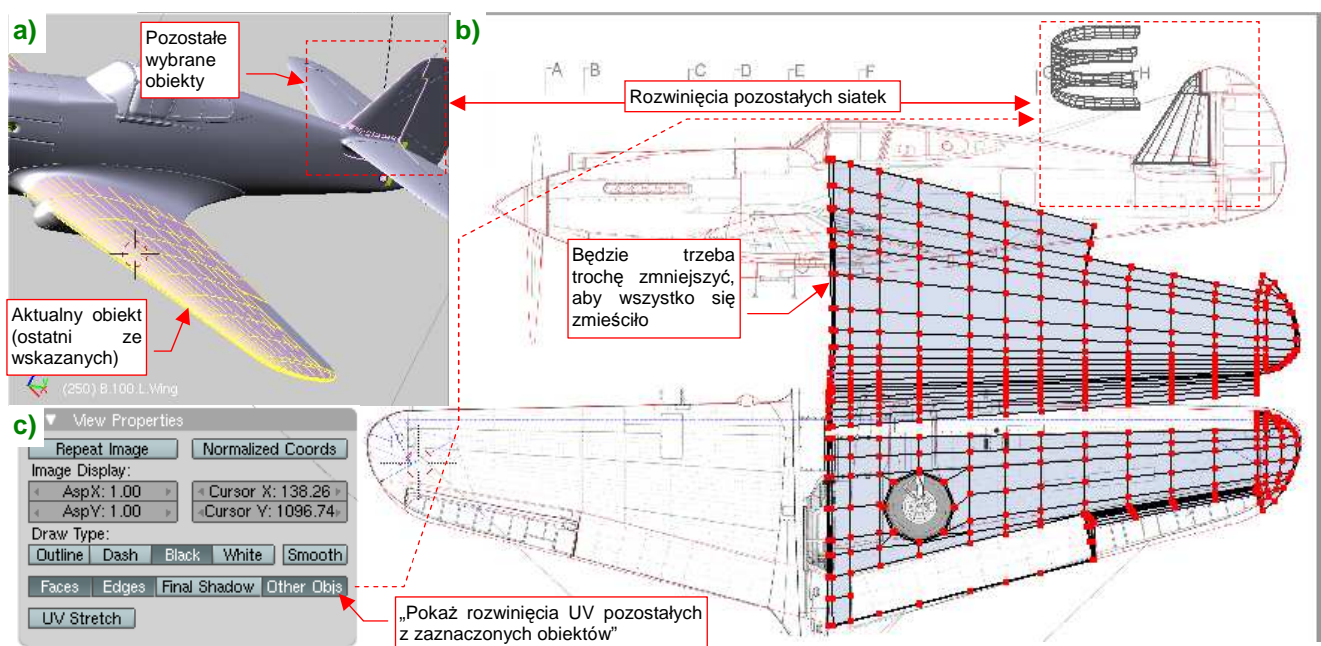 a)
Pozostałe
wybrane
obiekty
Aktualny obiekt
(ostatni ze
wskazanych)
(250) B.100.L.Wing
b)
A
B
C
D
E
F
G
H
Rozwinięcia pozostałych siatek
Będzie trzeba
trochę zmniejszyć,
aby wszystko się
zmieściło
c)
View Properties
Repeat Image Normalized Coords
Image Display:
AspX: 1.00 Cursor X: 138.26
AspY: 1.00 Cursor Y: 1096.74
Draw Type:
Outline Dash Black White Smooth
Faces Edges Final Shadow Other Objs
UV Stretch
„Pokaż rozwinięcia UV pozostałych
z zaznaczonych obiektów”